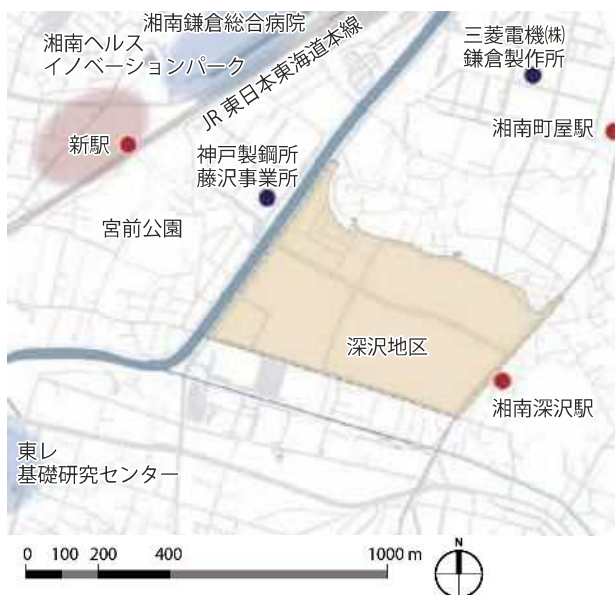 湘南鎌倉総合病院
湘南ヘルス
イノベーションパーク
JR東日本東海道本線
三菱電機㈱
鎌倉製作所
湘南町屋駅
新駅
神戸製鋼所
藤沢事業所
宮前公園
深沢地区
湘南深沢駅
東レ
基礎研究センター
0 100 200 400 1000 m
N